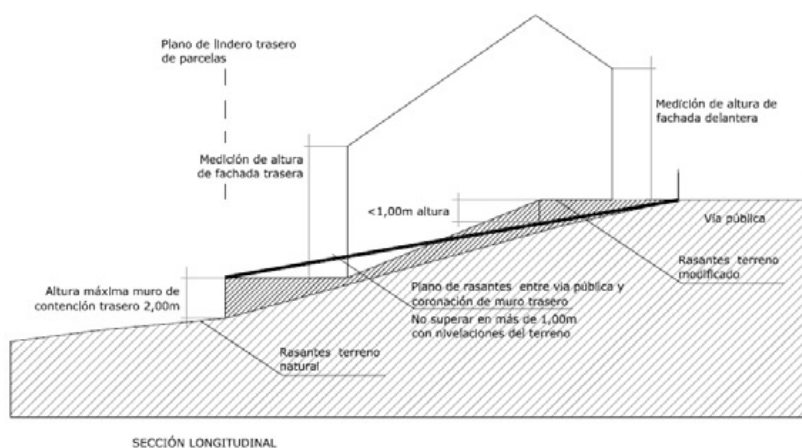 Plano de lindero trasero
de parcelas
Medición de altura de
fachada delantera
Medición de altura
de fachada trasera
<1,00m altura
Vía pública
Rasantes terreno
modificado
Altura máxima muro de
contención trasero 2,00m
Plano de rasantes entre via pública y
coronación de muro trasero
No superar en más de 1,00m
con nivelaciones del terreno
Rasantes terreno
natural
SECCIÓN LONGITUDINAL